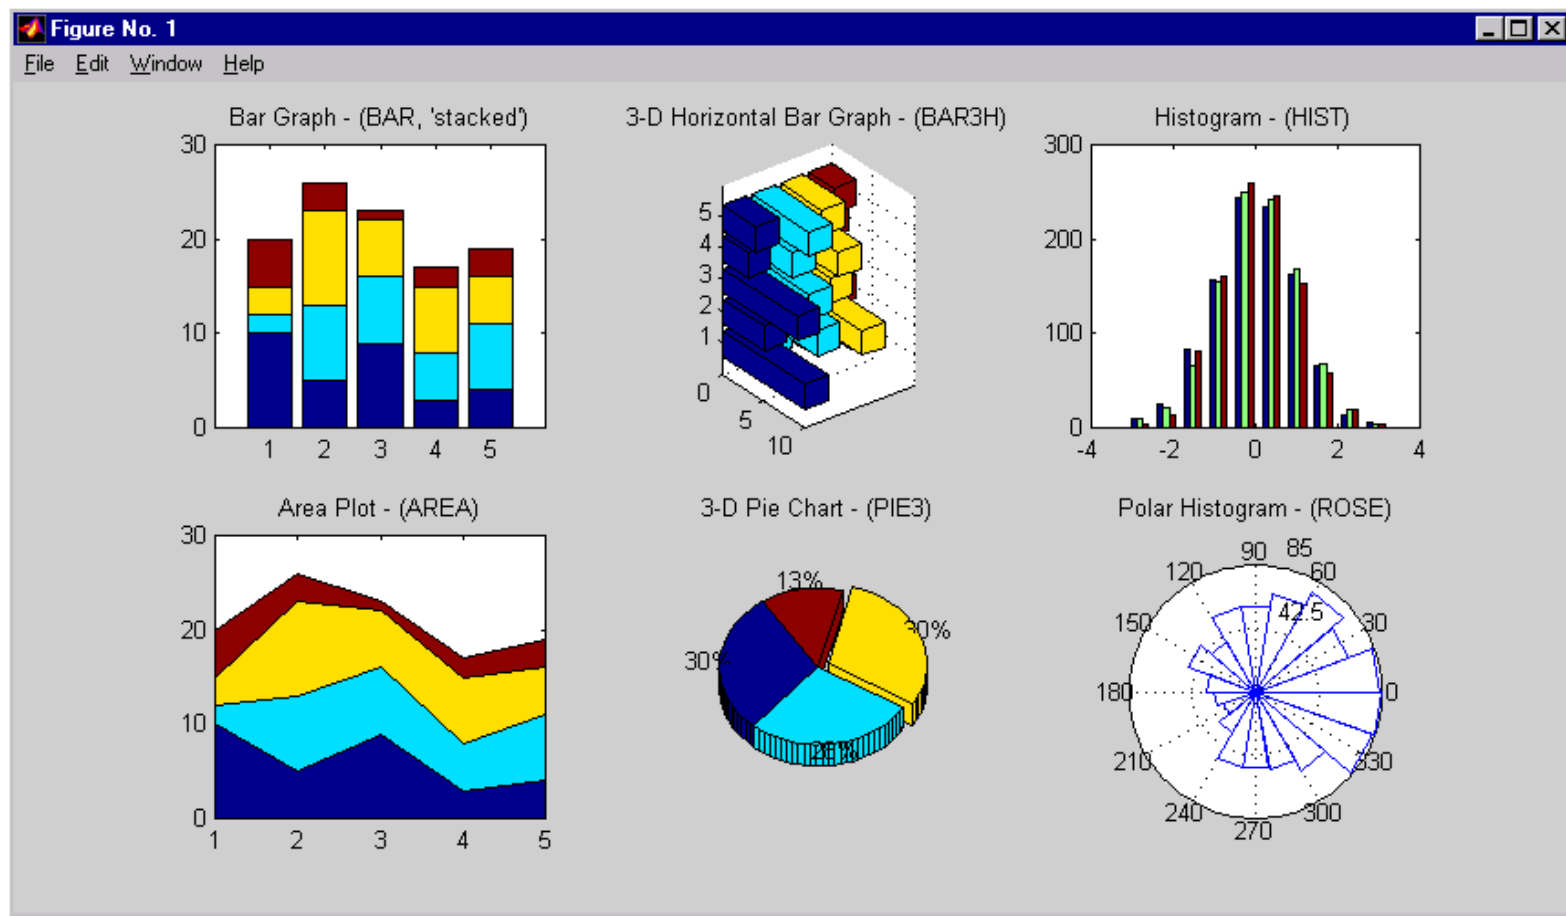 Figure No. 1
File Edit Window Help
Bar Graph - (BAR, 'stacked')
30
20
10
0
1 2 3 4 5
3-D Horizontal Bar Graph - (BAR3H)
5
4
3
2
1
0
5
10
Histogram - (HIST)
300
200
100
0
-4 -2 0 2 4
Area Plot - (AREA)
30
20
10
0
1 2 3 4 5
3-D Pie Chart - (PIE3)
13%
30%
30%
Polar Histogram - (ROSE)
90 85
120 60
42.5
150 30
180 0
210 330
240 300
270